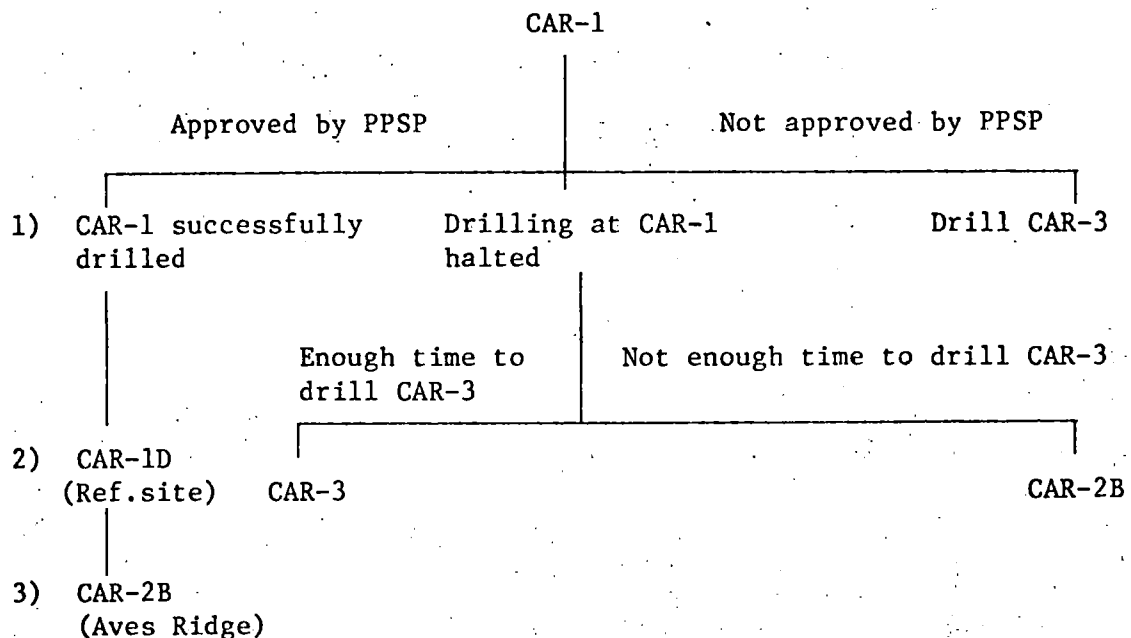 CAR-1
Approved by PPSP Not approved by PPSP
1) CAR-1 successfully drilled Drilling at CAR-1 halted Drill CAR-3
Enough time to drill CAR-3 Not enough time to drill CAR-3
2) CAR-1D
(Ref.site) CAR-3 CAR-2B
3) CAR-2B
(Aves Ridge)